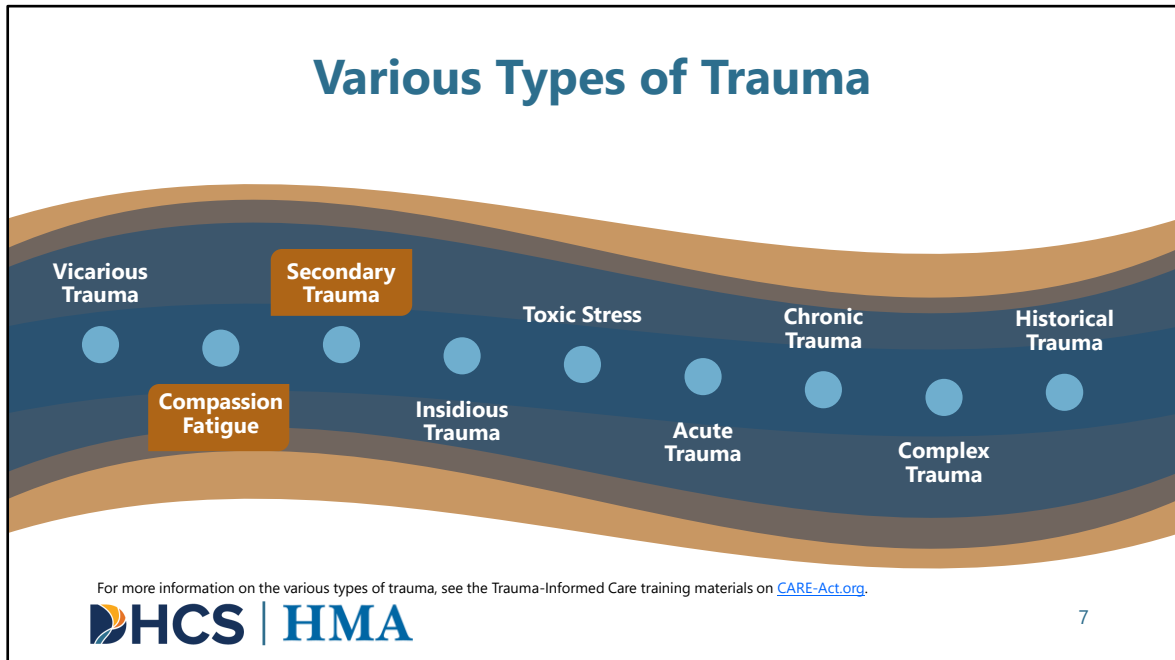 Various Types of Trauma
Vicarious
Trauma
Compassion
Fatigue
Secondary
Trauma
Insidious
Trauma
Toxic Stress
Acute
Trauma
Chronic
Trauma
Complex
Trauma
Historical
Trauma
For more information on the various types of trauma, see the Trauma-Informed Care training materials on CARE-Act.org.
DHCS | HMA
7